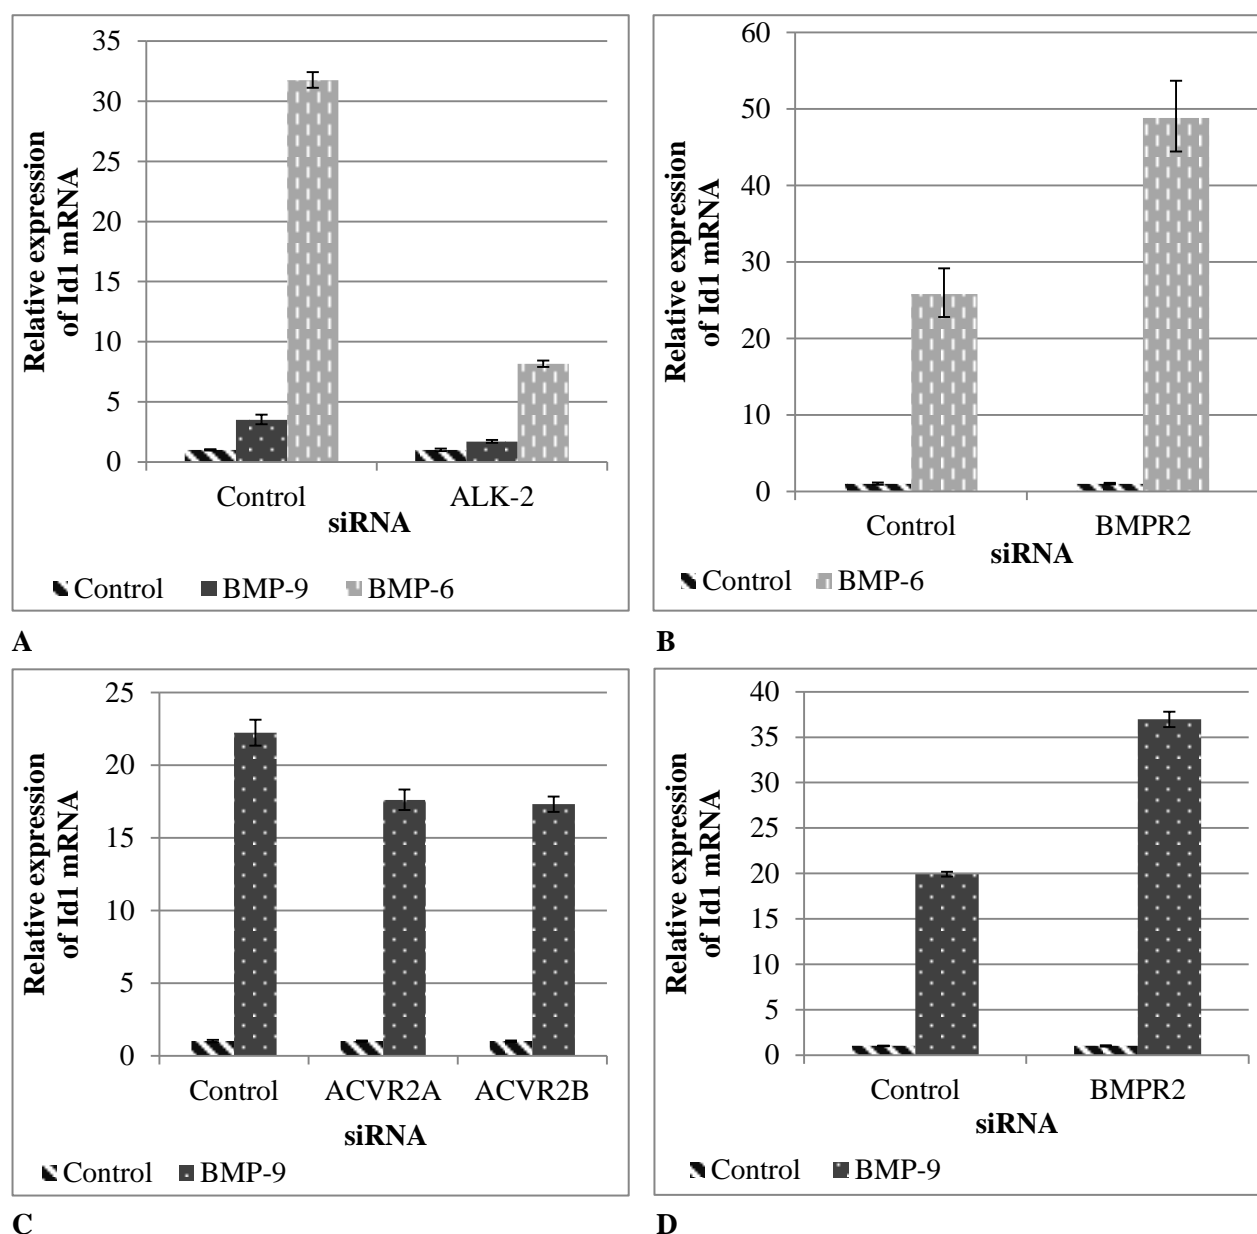 35
30
25
20
15
10
5
0
Relative expression
of Id1 mRNA
Control ALK-2
siRNA
Control BMP-9 BMP-6
A
60
50
40
30
20
10
0
Relative expression
of Id1 mRNA
Control BMPR2
siRNA
Control BMP-6
B
25
20
15
10
5
0
Relative expression
of Id1 mRNA
Control ACVR2A ACVR2B
siRNA
Control BMP-9
C
40
35
30
25
20
15
10
5
0
Relative expression
of Id1 mRNA
Control BMPR2
siRNA
Control BMP-9
D